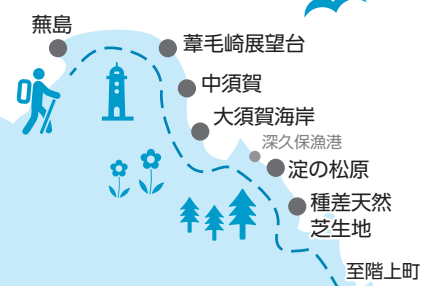 蕪島
葦毛崎展望台
中須賀
大須賀海岸
深久保漁港
淀の松原
種差天然
芝生地
至階上町